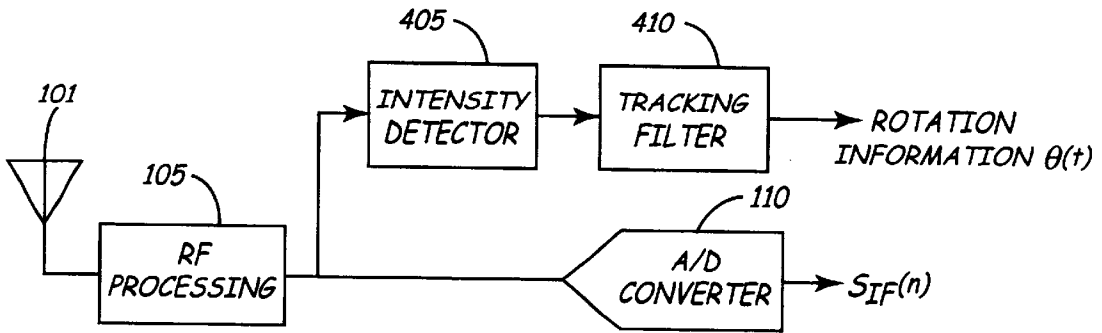 405
410
101
INTENSITY
DETECTOR
TRACKING
FILTER
ROTATION
INFORMATION θ(t)
105
110
RF
PROCESSING
A/D
CONVERTER
SIF(n)